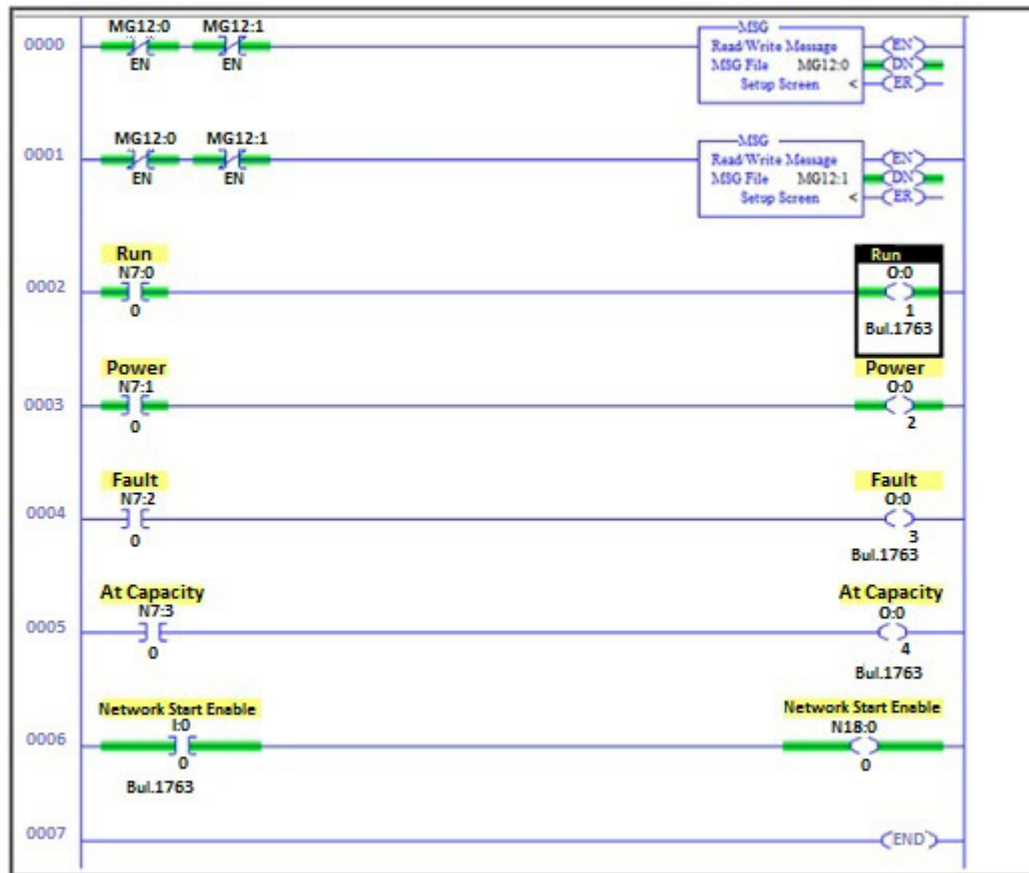 MG12:0 MG12:1
0000
EN EN
MSG
Read/Write Message
MSG File MG12:0
Setup Screen <
EN
DN
ER
MG12:0 MG12:1
0001
EN EN
MSG
Read/Write Message
MSG File MG12:1
Setup Screen <
EN
DN
ER
Run
N7:0
0002
0
Run
O:0
1
Bul.1763
Power
N7:1
0003
0
Power
O:0
2
Fault
N7:2
0004
0
Fault
O:0
3
Bul.1763
At Capacity
N7:3
0005
0
At Capacity
O:0
4
Bul.1763
Network Start Enable
I:0
0006
0
Bul.1763
Network Start Enable
N18:0
0
0007
END